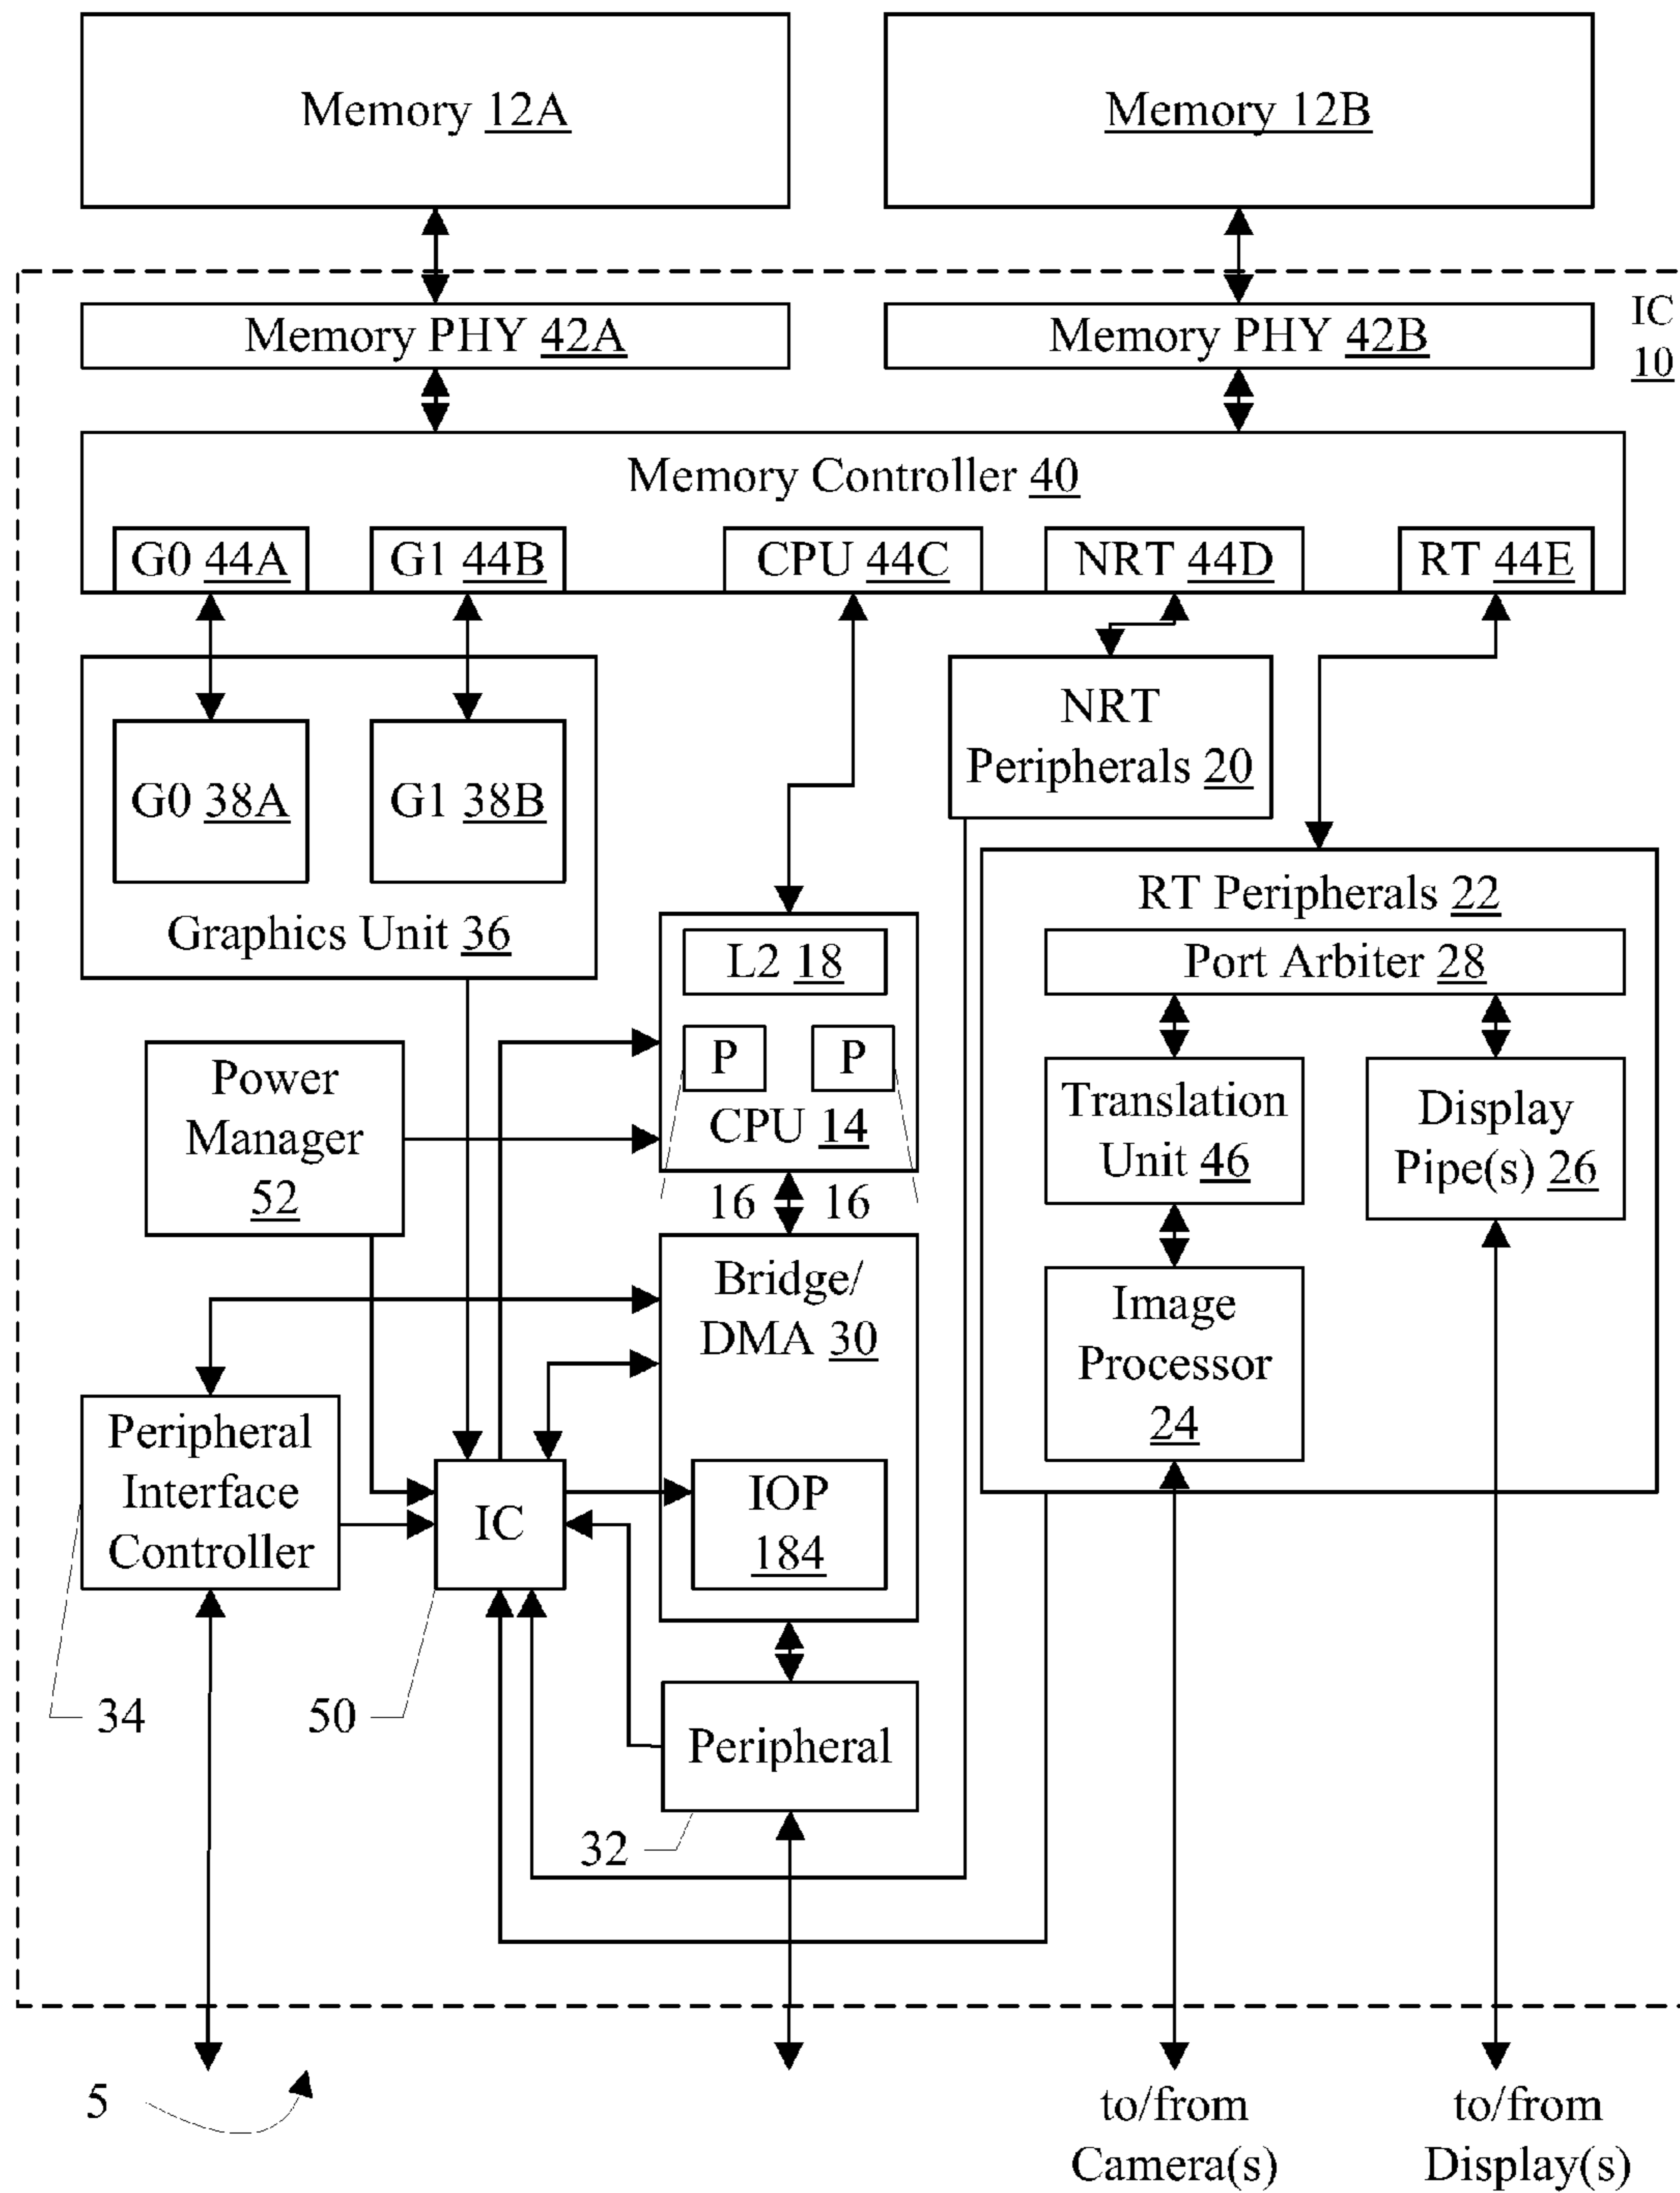 Memory 12A
Memory 12B
IC
10
Memory PHY 42A
Memory PHY 42B
Memory Controller 40
G0 44A
G1 44B
CPU 44C
NRT 44D
RT 44E
NRT
Peripherals 20
G0 38A
G1 38B
Graphics Unit 36
RT Peripherals 22
Port Arbiter 28
L2 18
P
P
CPU 14
16
16
Power
Manager
52
Translation
Unit 46
Display
Pipe(s) 26
Bridge/
DMA 30
Image
Processor
24
Peripheral
Interface
Controller
IC
IOP
184
34
50
Peripheral
32
5
to/from
Camera(s)
to/from
Display(s)